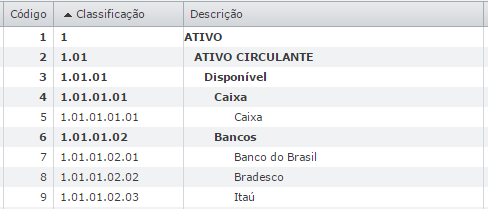 Código Classificação Descrição
1 1 ATIVO
2 1.01 ATIVO CIRCULANTE
3 1.01.01 Disponível
4 1.01.01.01 Caixa
5 1.01.01.01.01 Caixa
6 1.01.01.02 Bancos
7 1.01.01.02.01 Banco do Brasil
8 1.01.01.02.02 Bradesco
9 1.01.01.02.03 Itaú